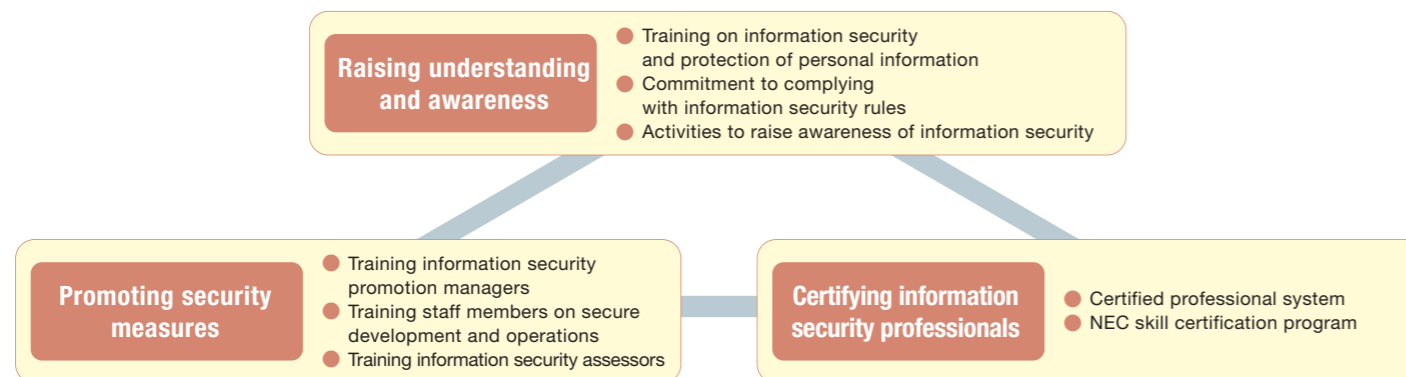 Raising understanding
and awareness
Training on information security
and protection of personal information
Commitment to complying
with information security rules
Activities to raise awareness of information security
Promoting security
measures
Training information security
promotion managers
Training staff members on secure
development and operations
Training information security assessors
Certifying information
security professionals
Certified professional system
NEC skill certification program